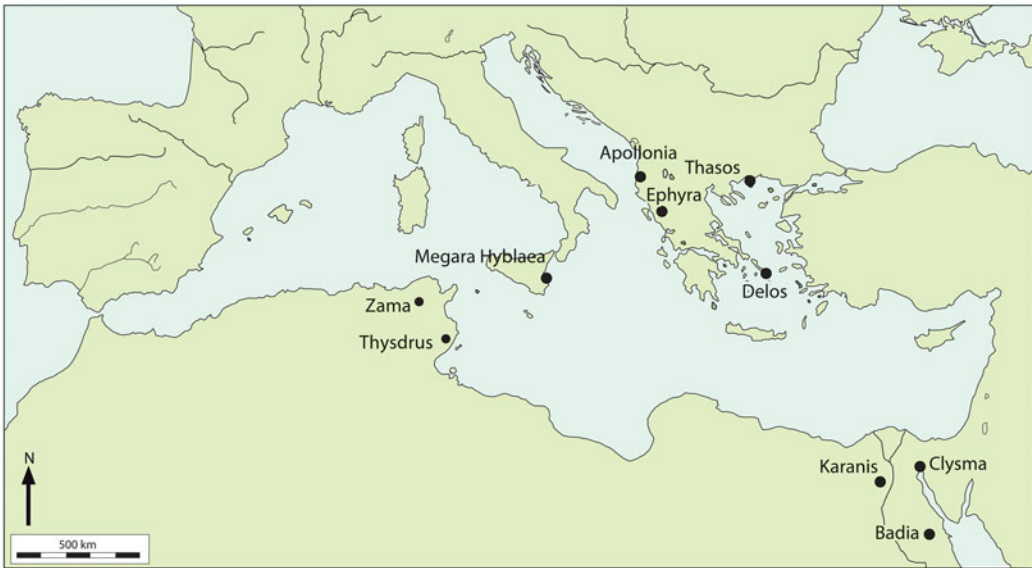 Apollonia
Thasos
Ephyra
Megara Hyblaea
Delos
Zama
Thysdrus
Karanis
Clysma
Badia
N
500 km